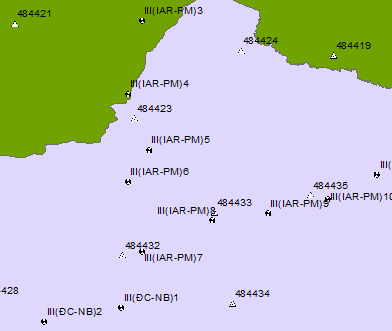 III(IAR-PM)3
484421
484424
484419
III(IAR-PM)4
484423
III(IAR-PM)5
III(
III(IAR-PM)6
484435
III(IAR-PM)10
484433
III(IAR-PM)9
III(IAR-PM)8
484432
III(IAR-PM)7
-428
484434
III(ĐC-NB)1
III(ĐC-NB)2